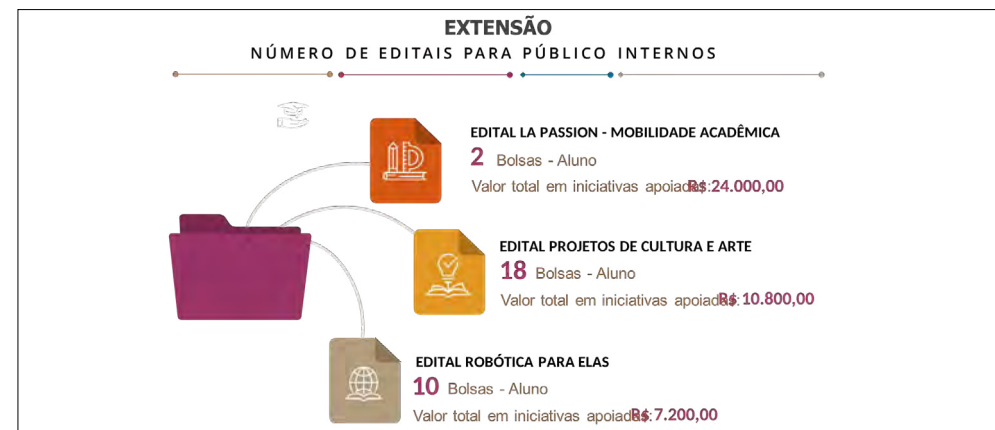 EXTENSÃO
NÚMERO DE EDITAIS PARA PÚBLICO INTERNOS
EDITAL LA PASSION - MOBILIDADE ACADÊMICA
2 Bolsas - Aluno
Valor total em iniciativas apoiadas: R$ 24.000,00
EDITAL PROJETOS DE CULTURA E ARTE
18 Bolsas - Aluno
Valor total em iniciativas apoiadas: R$ 10.800,00
EDITAL ROBÓTICA PARA ELAS
10 Bolsas - Aluno
Valor total em iniciativas apoiadas: R$ 7.200,00